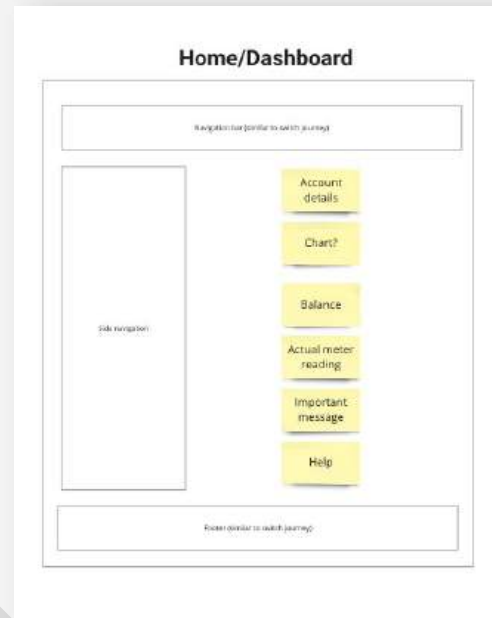 Home/Dashboard
Navigation bar (similar to switch journey)
Side navigation
Account
details
Chart?
Balance
Actual meter
reading
Important
message
Help
Footer (similar to switch journey)